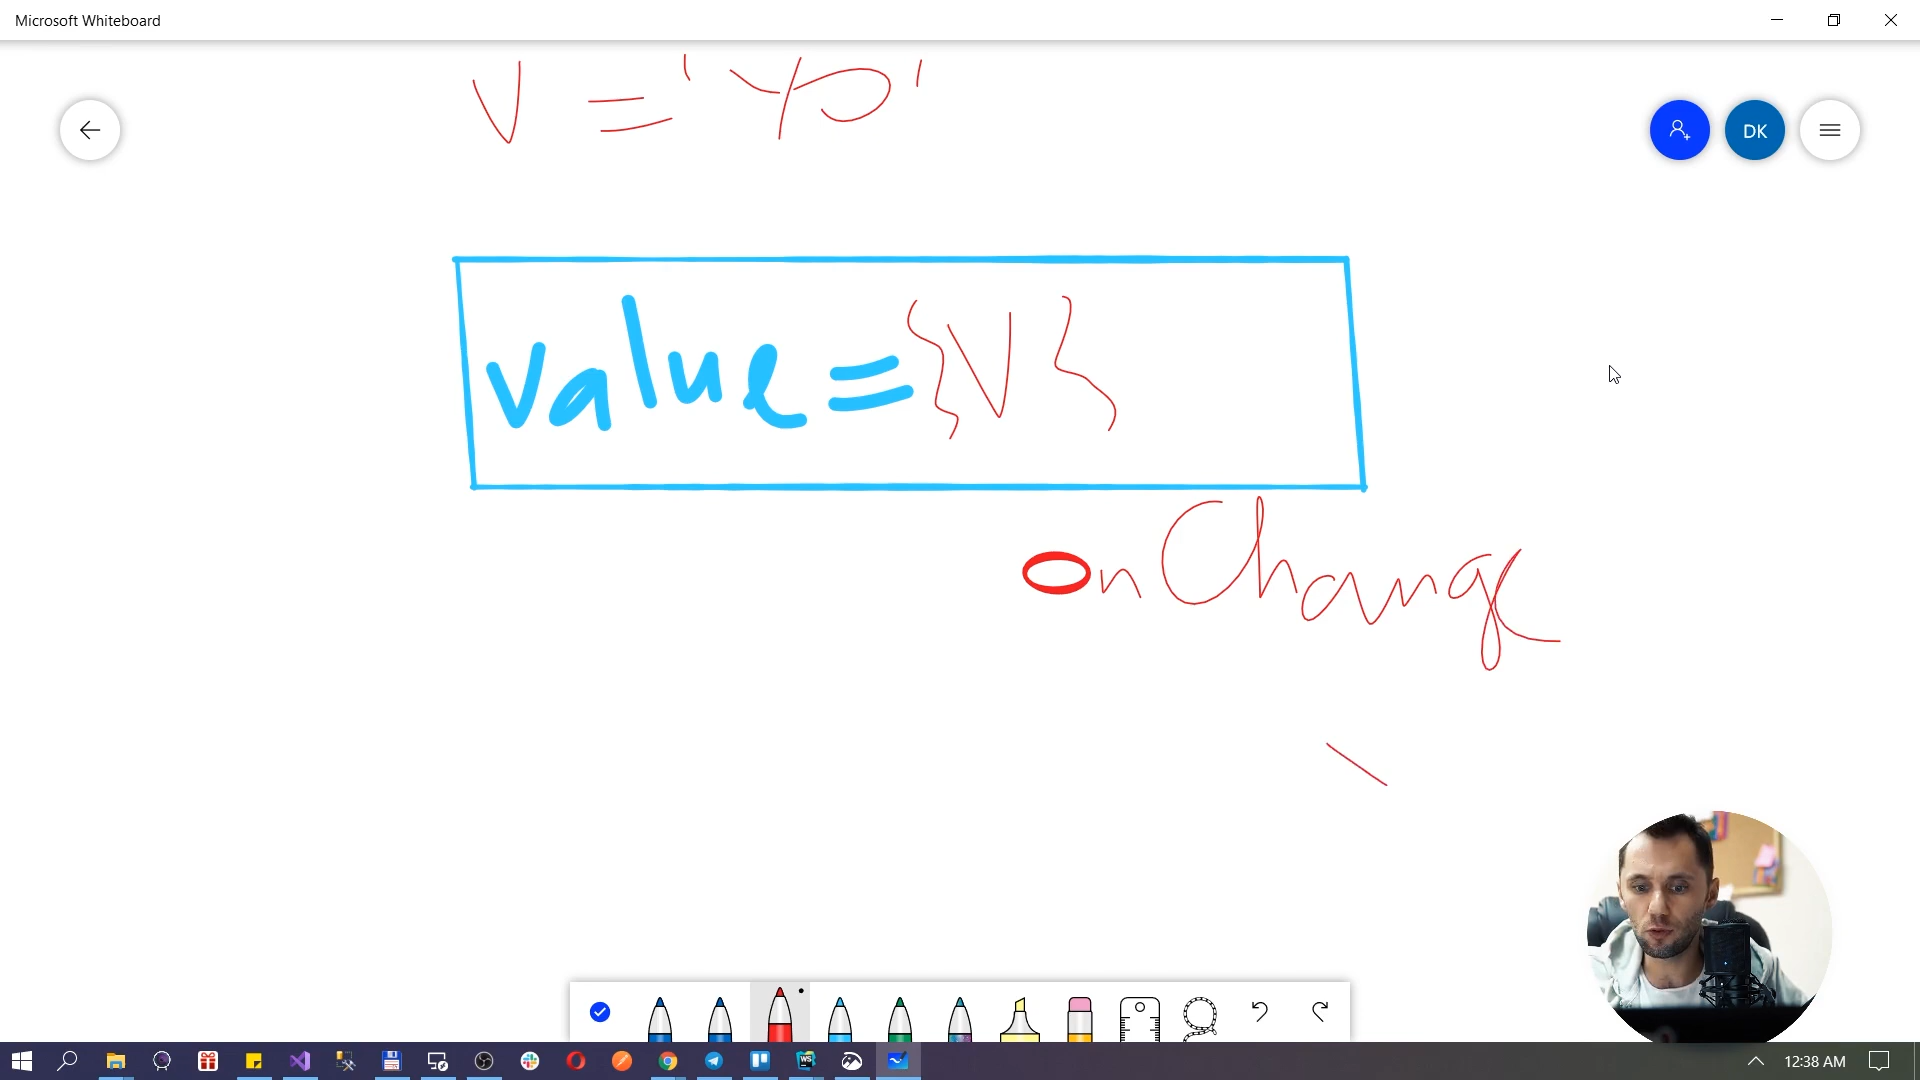 Microsoft Whiteboard
V = 'yo'
DK
value={V}
onChange
12:38 AM